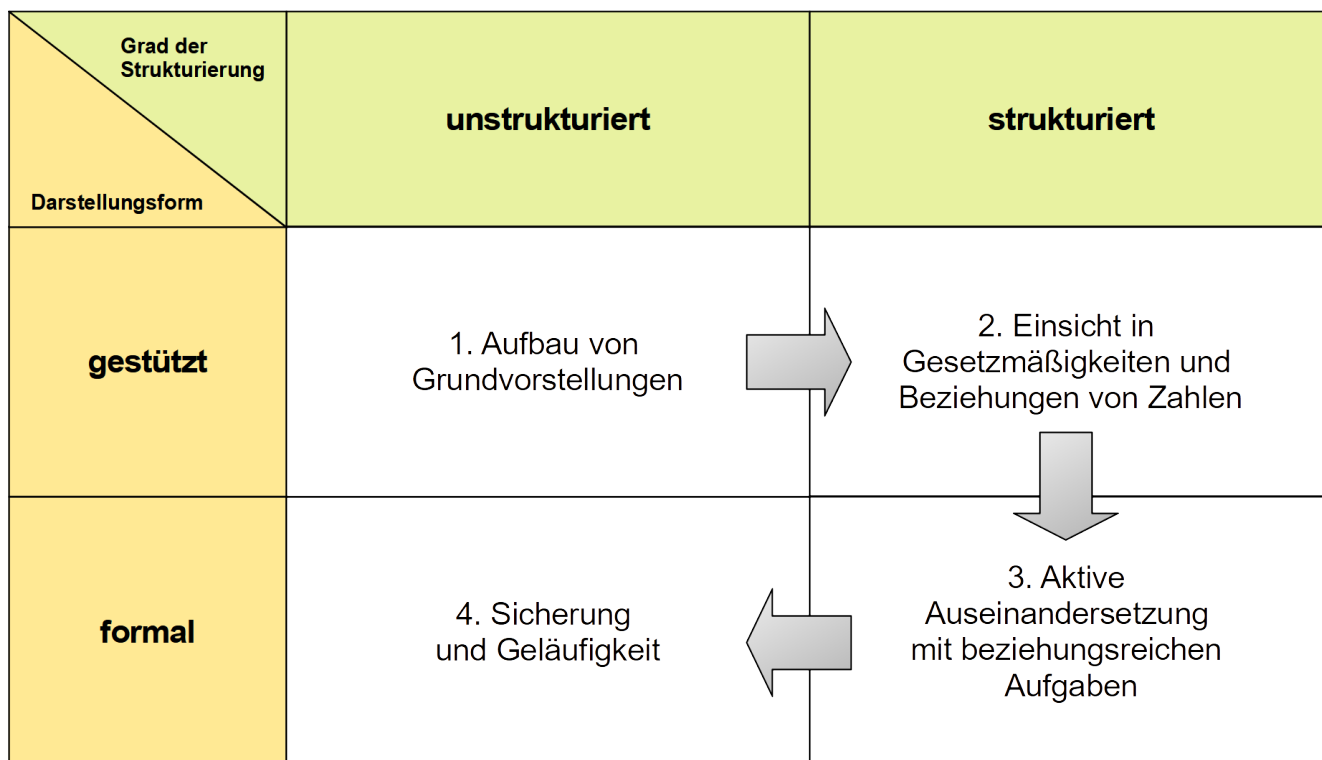 Grad der
Strukturierung
Darstellungsform
unstrukturiert
strukturiert
gestützt
1. Aufbau von
Grundvorstellungen
2. Einsicht in
Gesetzmäßigkeiten und
Beziehungen von Zahlen
formal
4. Sicherung
und Geläufigkeit
3. Aktive
Auseinandersetzung
mit beziehungsreichen
Aufgaben